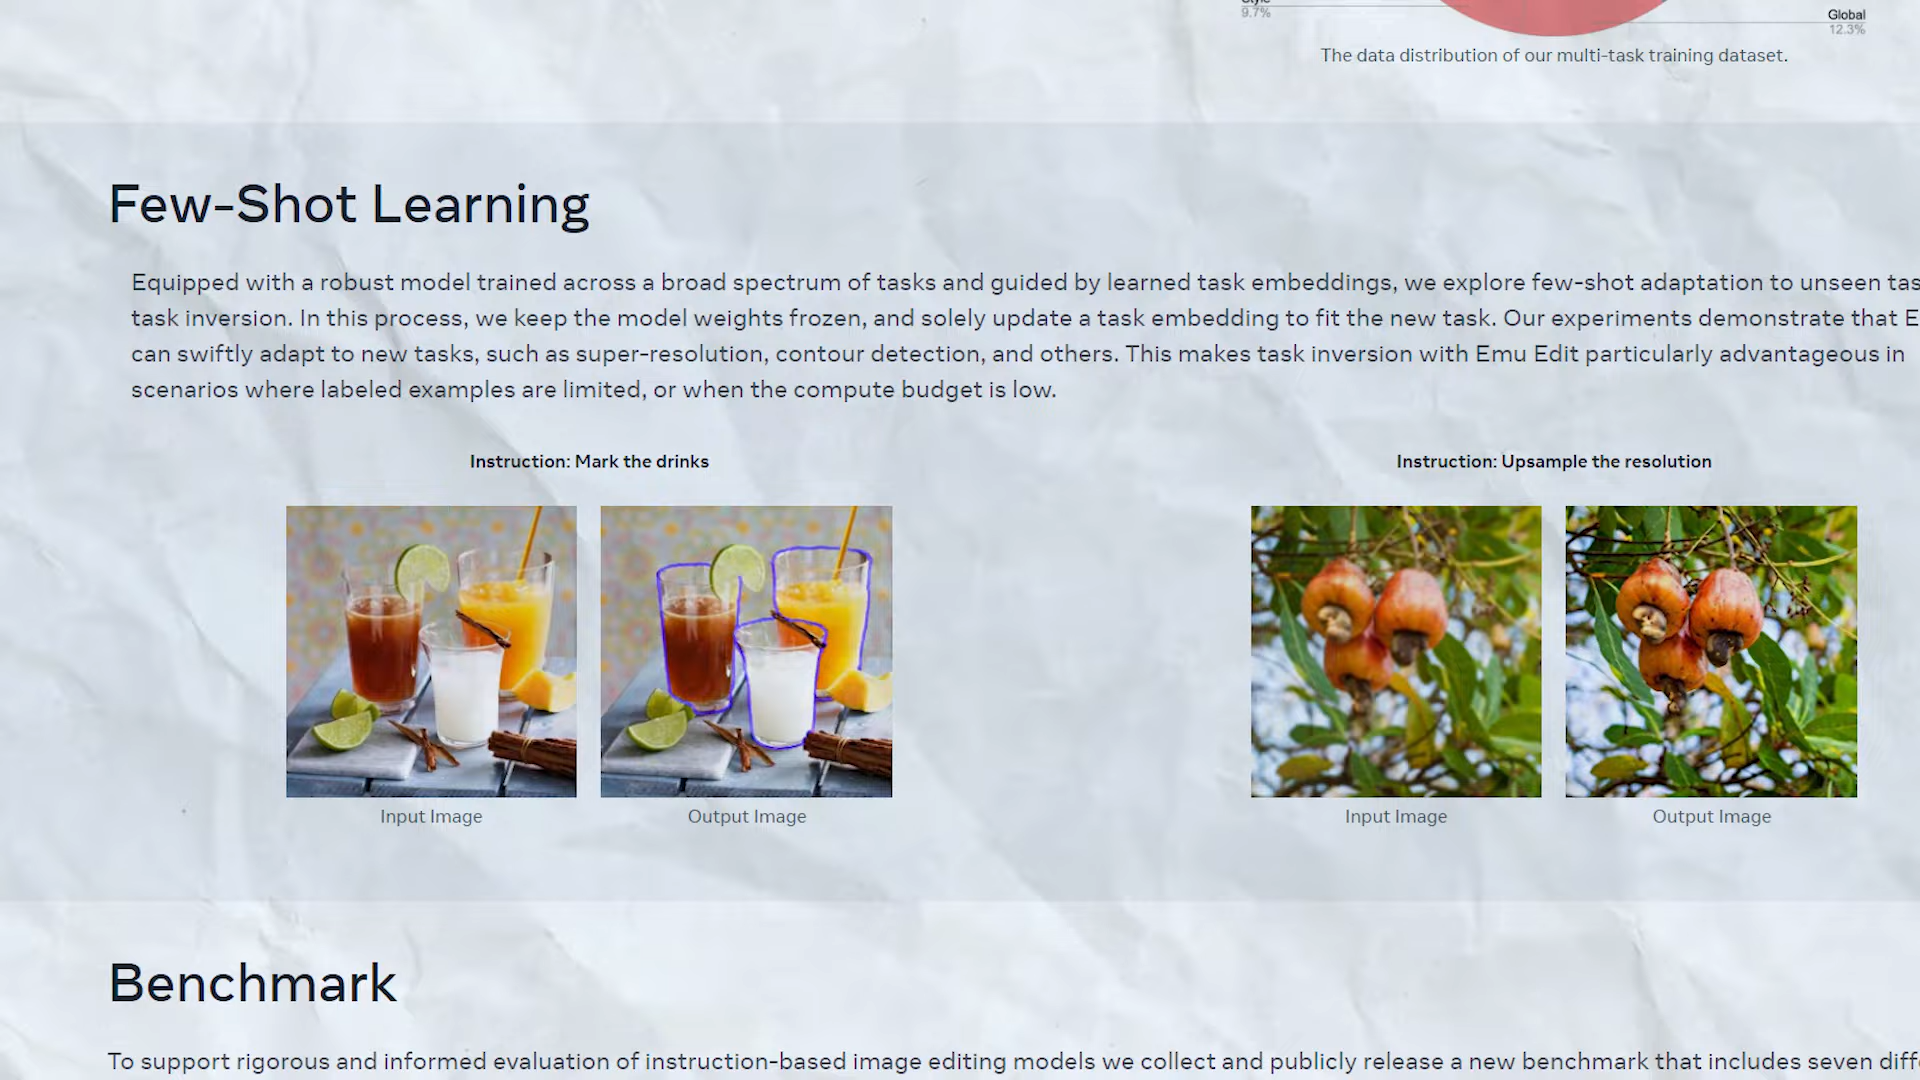 Style
9.7%
Global
12.3%
The data distribution of our multi-task training dataset.
Few-Shot Learning
Equipped with a robust model trained across a broad spectrum of tasks and guided by learned task embeddings, we explore few-shot adaptation to unseen
task inversion. In this process, we keep the model weights frozen, and solely update a task embedding to fit the new task. Our experiments demonstrate that
can swiftly adapt to new tasks, such as super-resolution, contour detection, and others. This makes task inversion with Emu Edit particularly advantageous in
scenarios where labeled examples are limited, or when the compute budget is low.
Instruction: Mark the drinks
Instruction: Upsample the resolution
Input Image
Output Image
Input Image
Output Image
Benchmark
To support rigorous and informed evaluation of instruction-based image editing models we collect and publicly release a new benchmark that includes seven